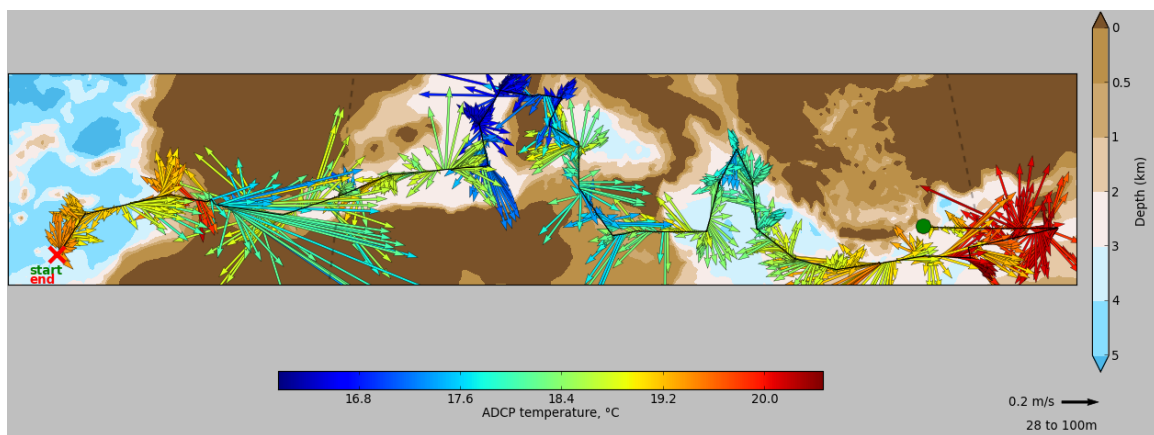 0
0.5
1
2
3
4
5
Depth (km)
start
end
16.8 17.6 18.4 19.2 20.0
ADCP temperature, °C
0.2 m/s
28 to 100m